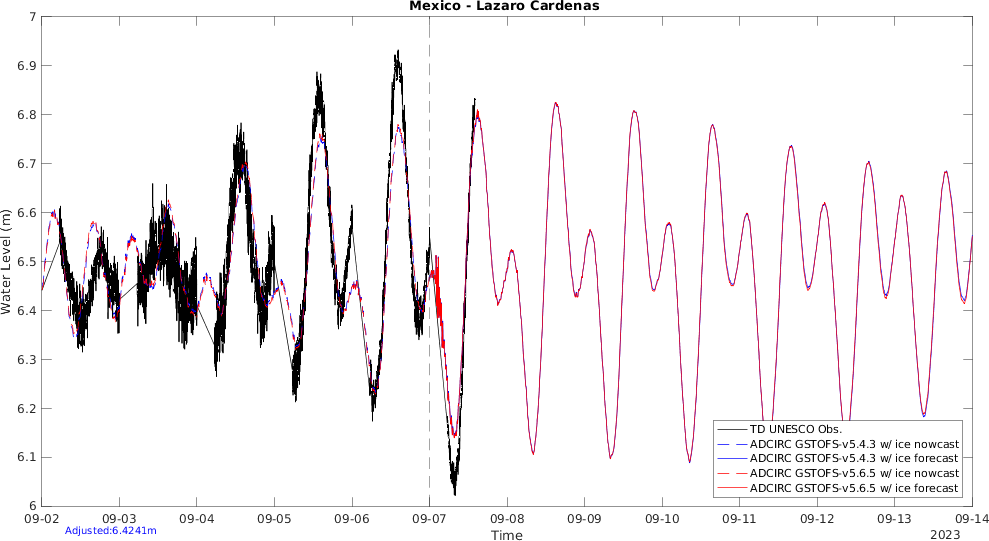 Mexico - Lazaro Cardenas
7
6.9
6.8
6.7
6.6
6.5
6.4
6.3
6.2
6.1
6
Water Level (m)
TD UNESCO Obs.
ADCIRC GSTOFS-v5.4.3 w/ ice nowcast
ADCIRC GSTOFS-v5.4.3 w/ ice forecast
ADCIRC GSTOFS-v5.6.5 w/ ice nowcast
ADCIRC GSTOFS-v5.6.5 w/ ice forecast
09-02 09-03 09-04 09-05 09-06 09-07 09-08 09-09 09-10 09-11 09-12 09-13 09-14
Adjusted:6.4241m
Time
2023